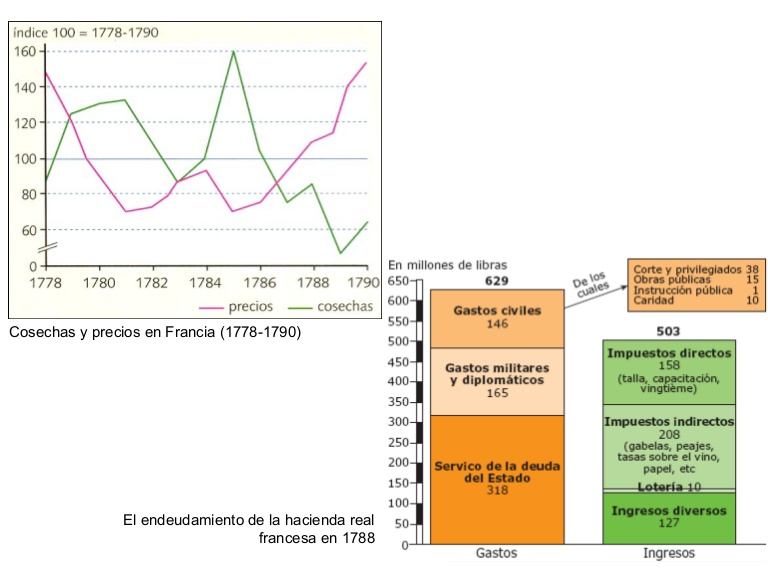 índice 100 = 1778-1790
160
140
120
100
80
60
0
1778 1780 1782 1784 1786 1788 1790
precios cosechas
Cosechas y precios en Francia (1778-1790)
En millones de libras
650
600
550
500
450
400
350
300
250
200
150
100
50
0
629
Gastos civiles
146
Gastos militares
y diplomáticos
165
Servico de la deuda
del Estado
318
Gastos
De los
cuales
Corte y privilegiados 38
Obras públicas 15
Instrucción pública 1
Caridad 10
503
Impuestos directos
158
(talla, capacitación,
vingtième)
Impuestos indirectos
208
(gabelas, peajes,
tasas sobre el vino,
papel, etc
Lotería 10
Ingresos diversos
127
Ingresos
El endeudamiento de la hacienda real
francesa en 1788